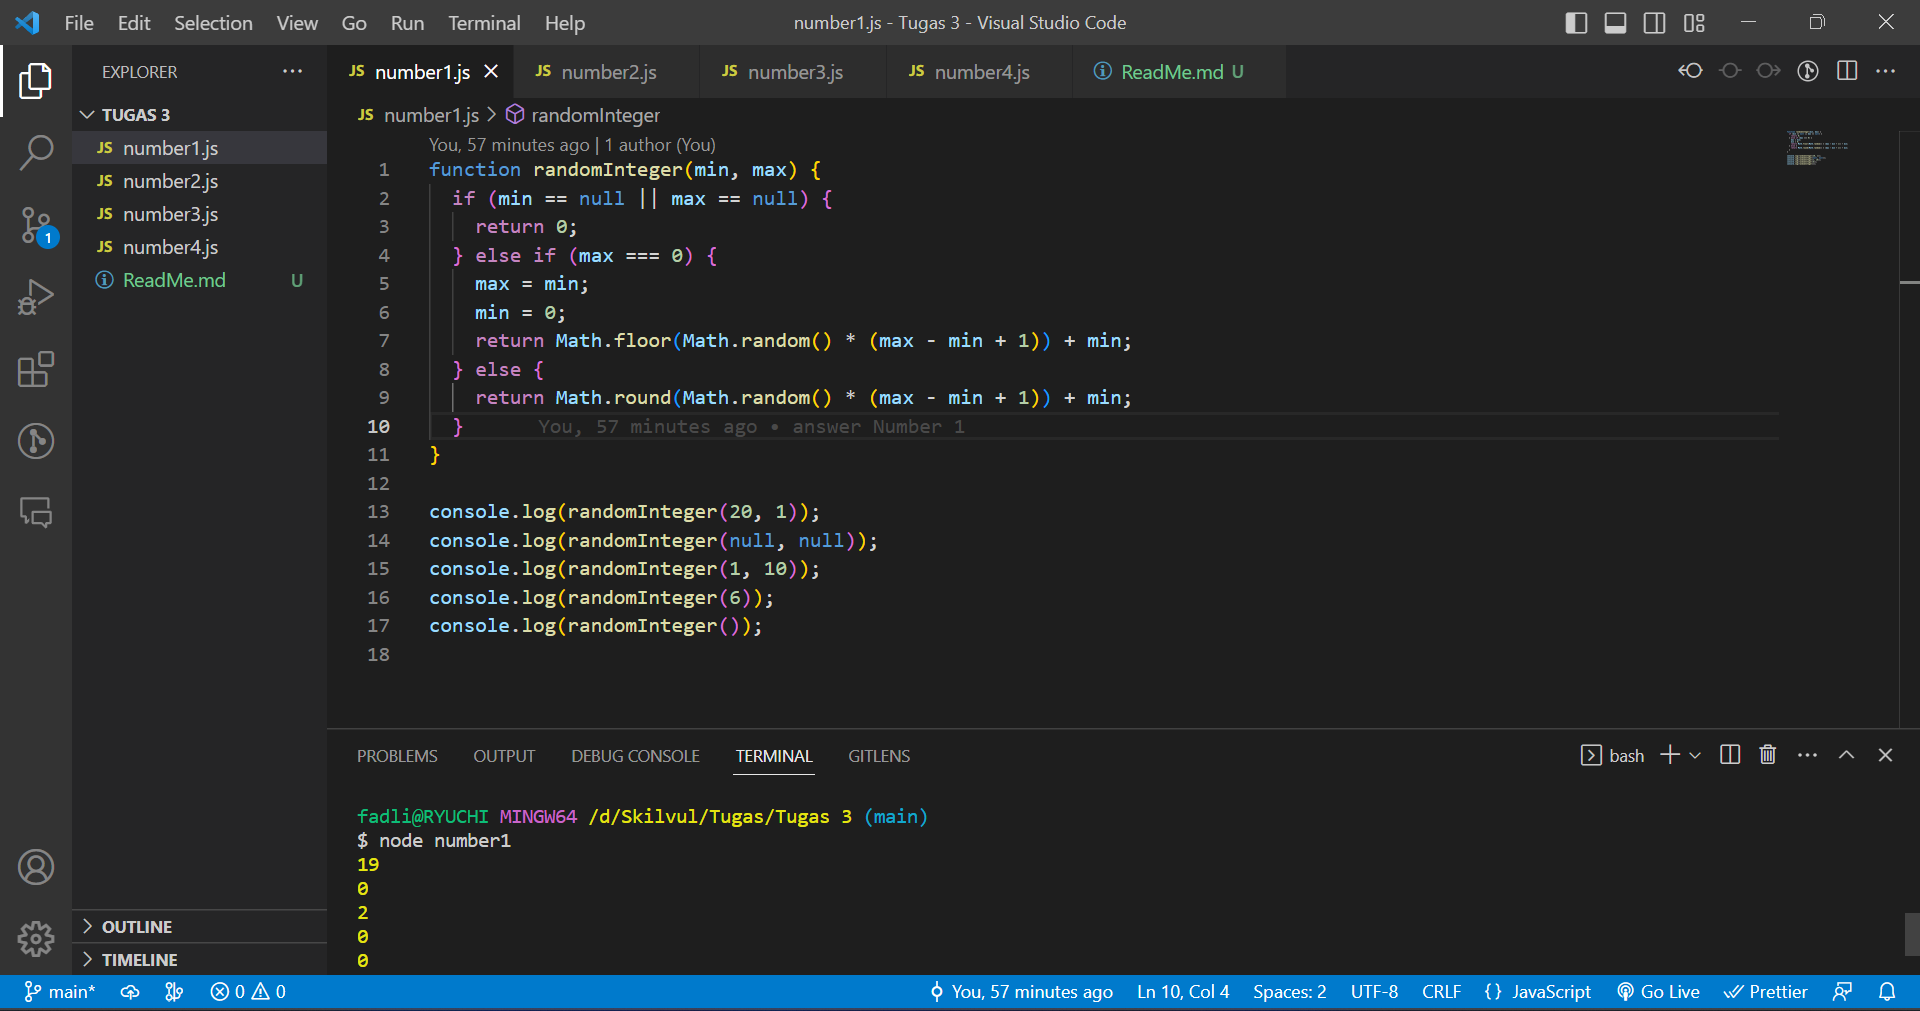 File Edit Selection View Go Run Terminal Help number1.js - Tugas 3 - Visual Studio Code
EXPLORER
TUGAS 3
JS number1.js
JS number2.js
JS number3.js
JS number4.js
ReadMe.md U
OUTLINE
TIMELINE
1
JS number1.js JS number2.js JS number3.js JS number4.js ReadMe.md U
JS number1.js > randomInteger
You, 57 minutes ago | 1 author (You)
1 function randomInteger(min, max) {
2 if (min == null || max == null) {
3 return 0;
4 } else if (max === 0) {
5 max = min;
6 min = 0;
7 return Math.floor(Math.random() * (max - min + 1)) + min;
8 } else {
9 return Math.round(Math.random() * (max - min + 1)) + min;
10 } You, 57 minutes ago • answer Number 1
11 }
12
13 console.log(randomInteger(20, 1));
14 console.log(randomInteger(null, null));
15 console.log(randomInteger(1, 10));
16 console.log(randomInteger(6));
17 console.log(randomInteger());
18
PROBLEMS OUTPUT DEBUG CONSOLE TERMINAL GITLENS bash
fadli@RYUCHI MINGW64 /d/Skilvul/Tugas/Tugas 3 (main)
$ node number1
19
0
2
0
0
main* 0 0 You, 57 minutes ago Ln 10, Col 4 Spaces: 2 UTF-8 CRLF {} JavaScript Go Live Prettier